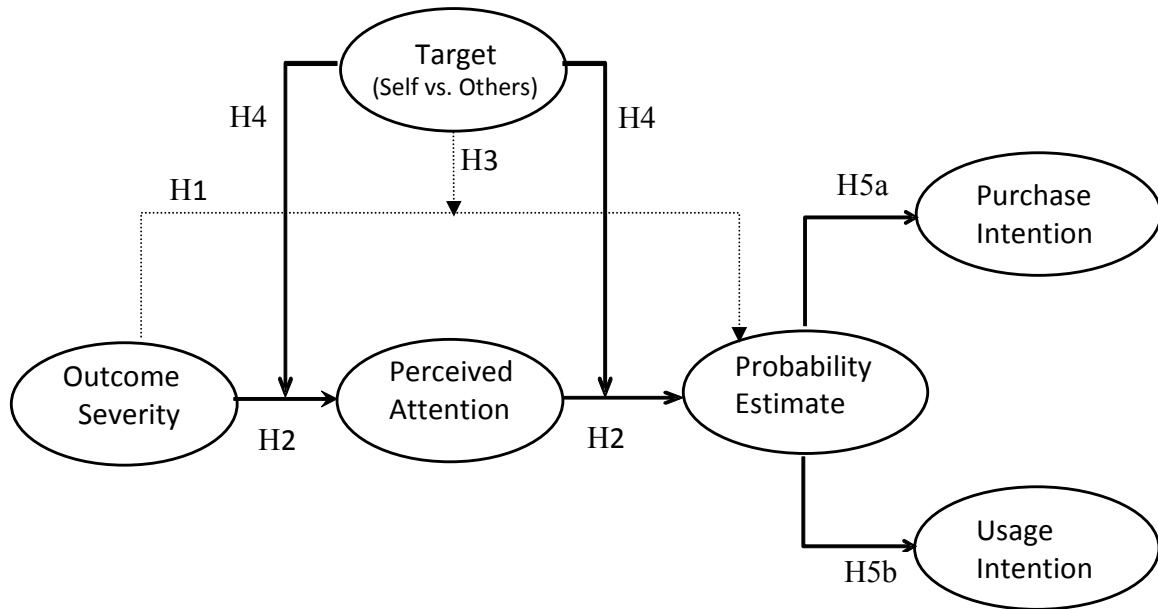 Target
(Self vs. Others)
H4
H4
H3
H1
H5a
Purchase
Intention
Outcome
Severity
Perceived
Attention
Probability
Estimate
H2
H2
Usage
Intention
H5b